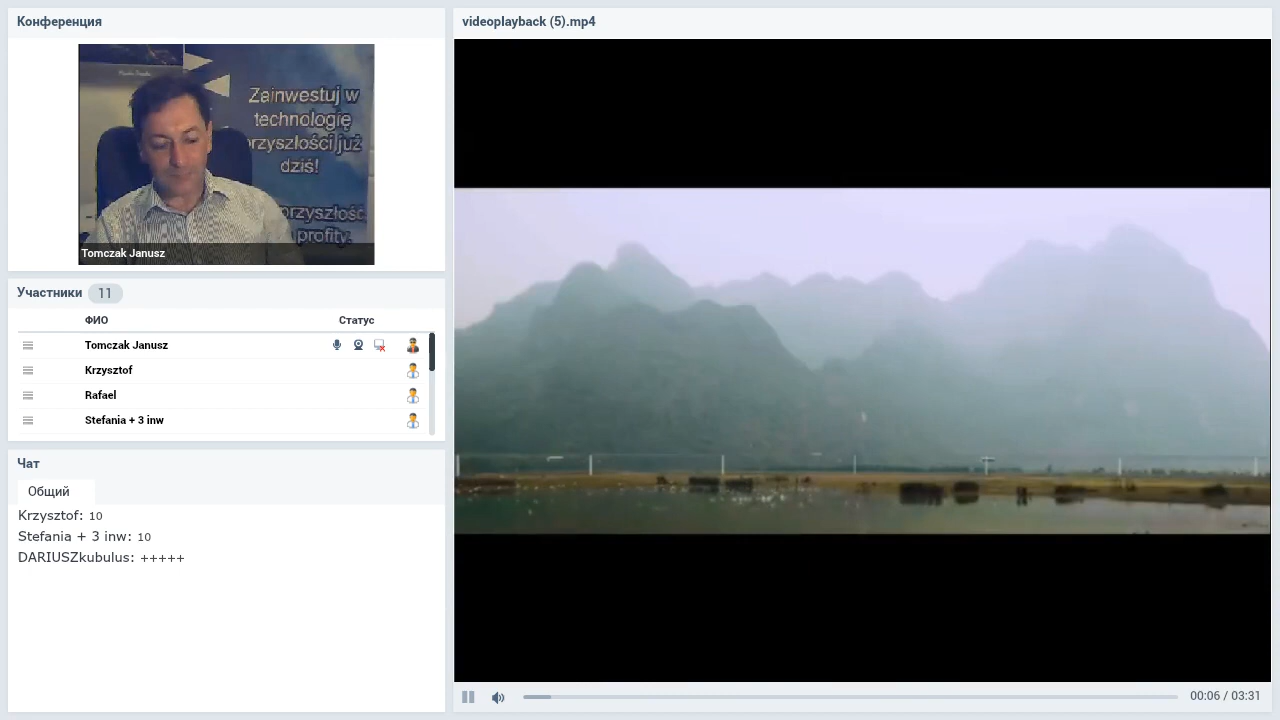 Конференция
Zainwestuj w
technologię
przyszłości już
dziś!
przyszłość
profity.
Tomczak Janusz
Участники 11
ФИО Статус
Tomczak Janusz
Krzysztof
Rafael
Stefania + 3 inw
Чат
Общий
Krzysztof: 10
Stefania + 3 inw: 10
DARIUSZkubulus: +++++
videoplayback (5).mp4
00:06 / 03:31